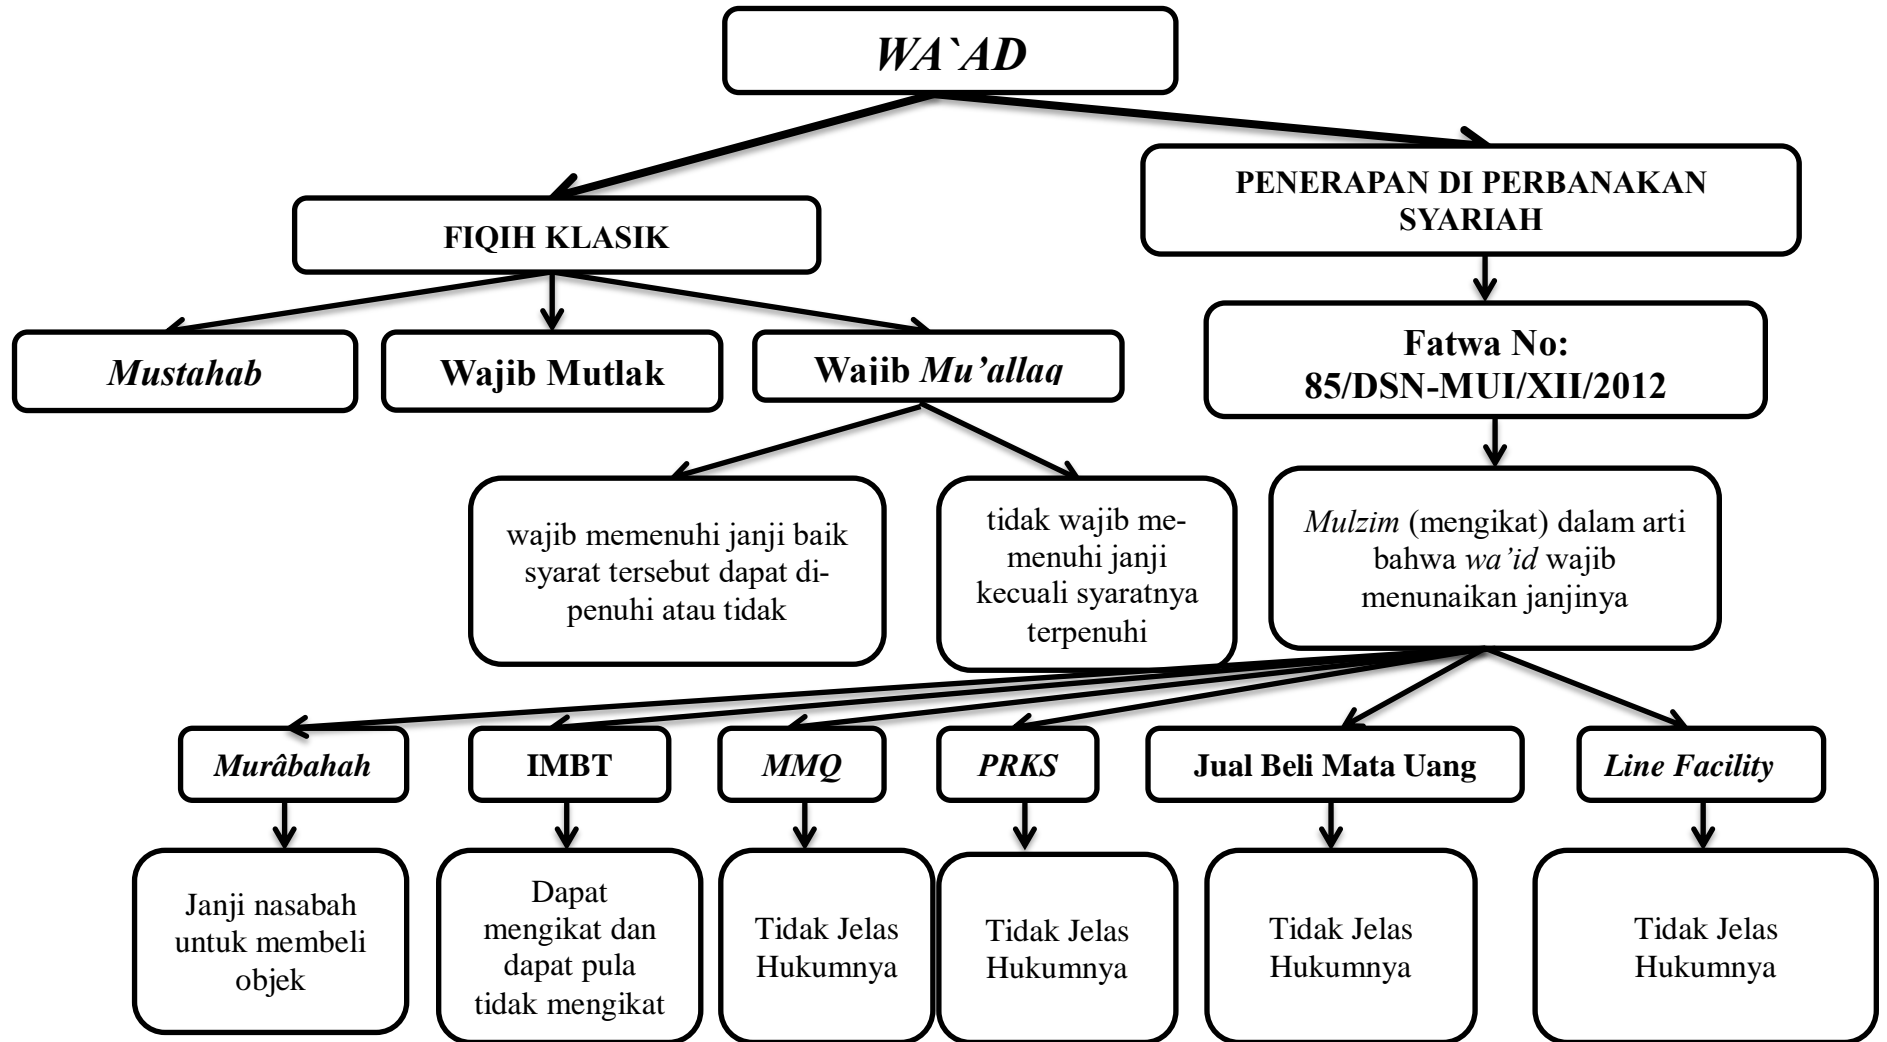 WA`AD
PENERAPAN DI PERBANAKAN
SYARIAH
FIQIH KLASIK
Mustahab
Wajib Mutlak
Wajib Mu’allaq
Fatwa No:
85/DSN-MUI/XII/2012
wajib memenuhi janji baik
syarat tersebut dapat di-
penuhi atau tidak
tidak wajib me-
menuhi janji
kecuali syaratnya
terpenuhi
Mulzim (mengikat) dalam arti
bahwa wa’id wajib
menunaikan janjinya
Murâbahah
IMBT
MMQ
PRKS
Jual Beli Mata Uang
Line Facility
Janji nasabah
untuk membeli
objek
Dapat
mengikat dan
dapat pula
tidak mengikat
Tidak Jelas
Hukumnya
Tidak Jelas
Hukumnya
Tidak Jelas
Hukumnya
Tidak Jelas
Hukumnya